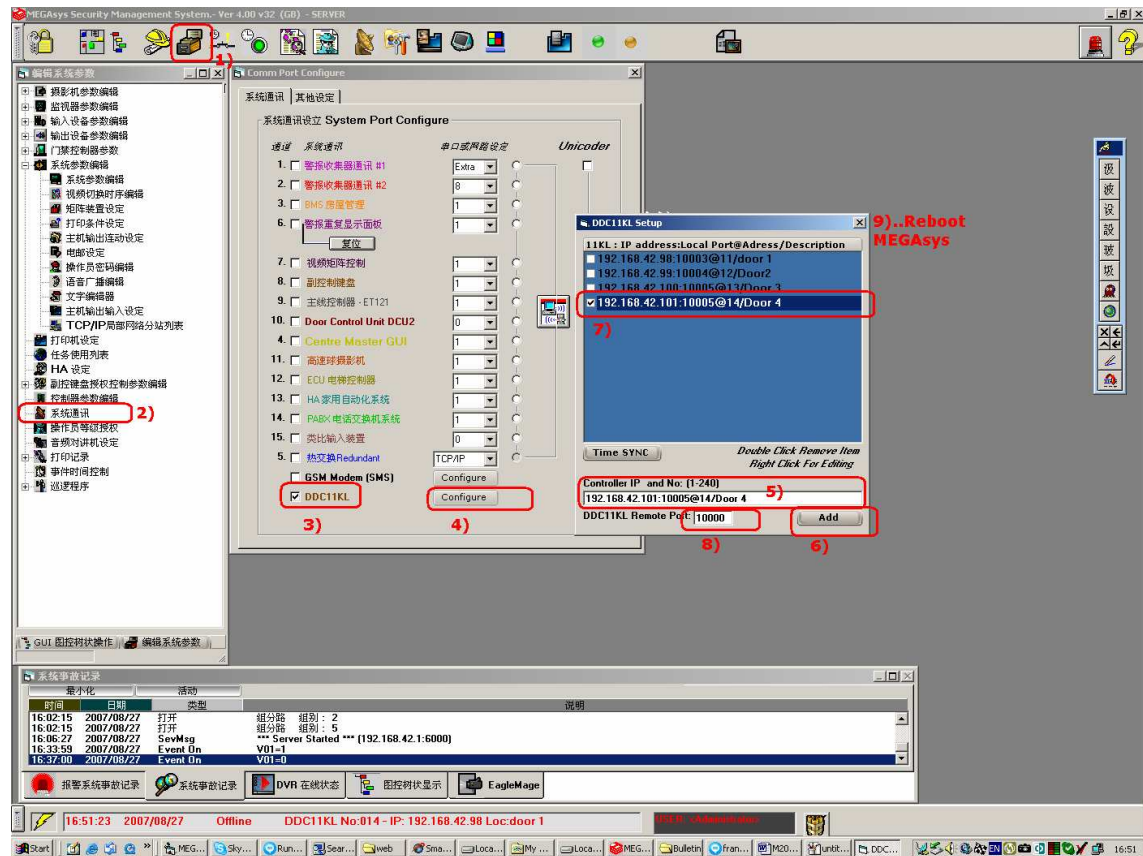 MEGAsys Security Management System.- Ver 4.00 v32 (GB) - SERVER
1)
编辑系统参数
摄影机参数编辑
监视器参数编辑
输入设备参数编辑
输出设备参数编辑
门禁控制器参数
系统参数编辑
系统参数编辑
视频切换时序编辑
矩阵装置设定
打印条件设定
主机输出连动设定
电邮设定
操作员密码编辑
语音广播编辑
文字编辑器
主机输出输入设定
TCP/IP局部网络分站列表
打印机设定
任务使用列表
HA 设定
副控键盘授权控制参数编辑
控制器参数编辑
系统通讯
2)
操作员等级授权
音频对讲机设定
打印记录
事件时间控制
巡逻程序
GUI 图控树状操作
编辑系统参数
Comm Port Configure
系统通讯
其他设定
系统通讯设立 System Port Configure
通道 系统通讯 串口或网路设定 Unicoder
1. 警报收集器通讯 #1 Extra
2. 警报收集器通讯 #2 8
3. BMS 房屋管理 1
6. 警报重复显示面板 1
复位
7. 视频矩阵控制 1
8. 副控制键盘 1
9. 主统控制器 - ET121 1
10. Door Control Unit DCU2 0
4. Centre Master GUI 1
11. 高速球摄影机 1
12. ECU 电梯控制器 1
13. HA 家用自动化系统 1
14. PABX 电话交换机系统 1
15. 类比输入装置 0
5. 热交换Redundant TCP/IP
GSM Modem (SMS) Configure
DDC11KL Configure
3)
4)
DDC11KL Setup
11KL : IP address:Local Port@Adress/Description
192.168.42.98:10003@11/door 1
192.168.42.99:10004@12/Door2
192.168.42.100:10005@13/Door 3
192.168.42.101:10005@14/Door 4
7)
Time SYNC
Double Click Remove Item
Right Click For Editing
Controller IP and No: (1-240)
5)
192.168.42.101:10005@14/Door 4
DDC11KL Remote Port: 10000
Add
8)
6)
9)..Reboot
MEGAsys
设
設
系统事故记录
最小化
活动
时间 日期 类型 说明
16:02:15 2007/08/27 打开 组分路 组别 : 2
16:02:15 2007/08/27 打开 组分路 组别 : 5
16:06:27 2007/08/27 SevMsg *** Server Started *** (192.168.42.1:6000)
16:33:59 2007/08/27 Event On V01=1
16:37:00 2007/08/27 Event On V01=0
报警系统事故记录
系统事故记录
DVR 在线状态
图控树状显示
EagleMage
16:51:23 2007/08/27 Offline DDC11KL No:014 - IP: 192.168.42.98 Loc:door 1
USER: <Administrator>
Start
MEG...
Sky...
Run...
Sear...
web
Sma...
Loca...
My ...
Loca...
MEG...
Bulletin
fran...
M20...
untit...
DDC...
EN
16:51